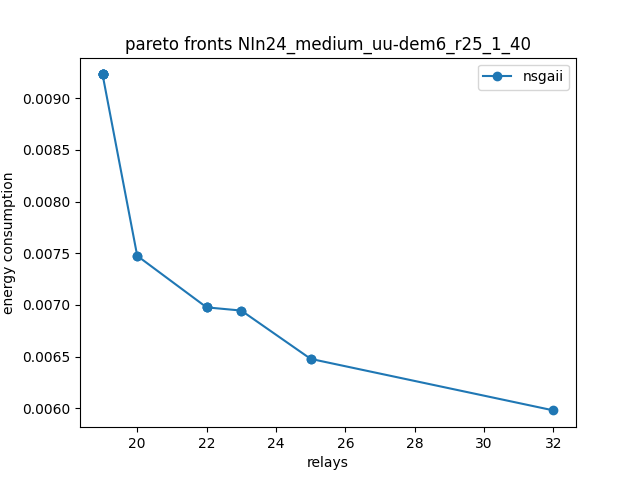 pareto fronts NIn24_medium_uu-dem6_r25_1_40
nsgaii
energy consumption
0.0090
0.0085
0.0080
0.0075
0.0070
0.0065
0.0060
20 22 24 26 28 30 32
relays